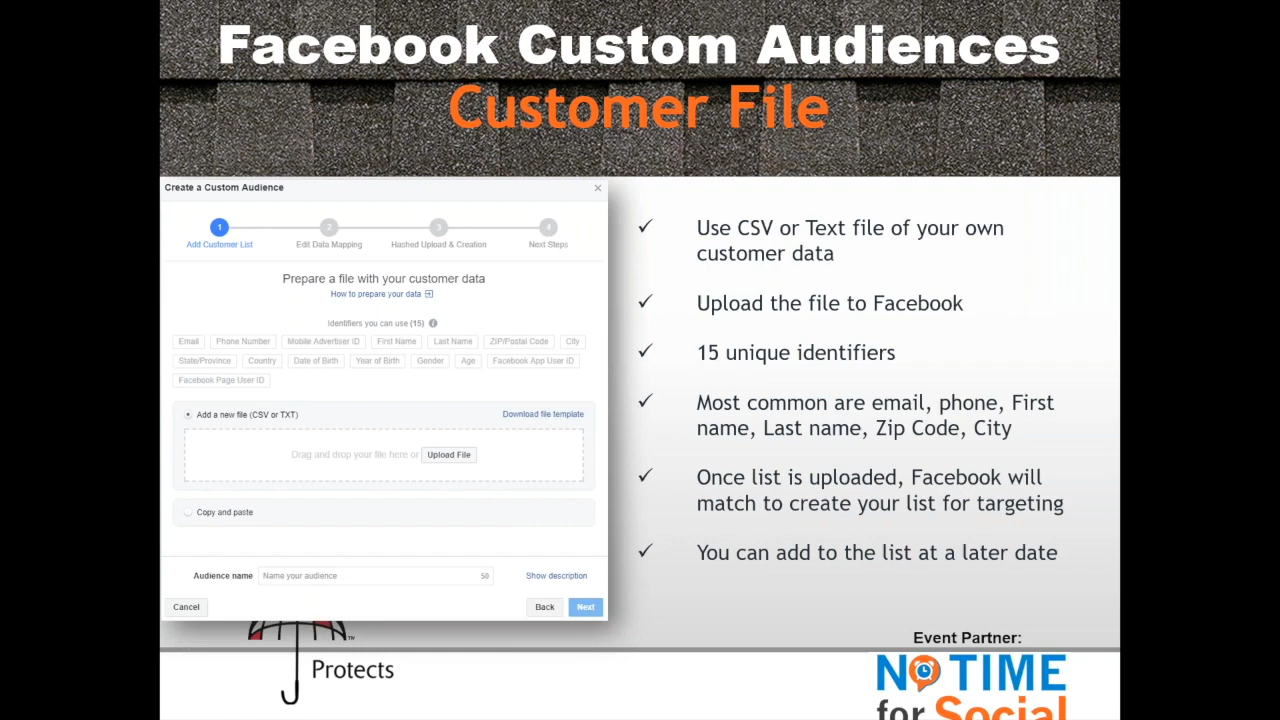 Facebook Custom Audiences
Customer File
Create a Custom Audience
×
1
2
3
4
Add Customer List
Edit Data Mapping
Hashed Upload & Creation
Next Steps
Prepare a file with your customer data
How to prepare your data
Identifiers you can use (15)
Email Phone Number Mobile Advertiser ID First Name Last Name ZIP/Postal Code City
State/Province Country Date of Birth Year of Birth Gender Age Facebook App User ID
Facebook Page User ID
Add a new file (CSV or TXT)
Download file template
Drag and drop your file here or Upload File
Copy and paste
Audience name Name your audience 50 Show description
Cancel Back Next
✓ Use CSV or Text file of your own
customer data
✓ Upload the file to Facebook
✓ 15 unique identifiers
✓ Most common are email, phone, First
name, Last name, Zip Code, City
✓ Once list is uploaded, Facebook will
match to create your list for targeting
✓ You can add to the list at a later date
TM
Protects
Event Partner:
NO TIME
for Social